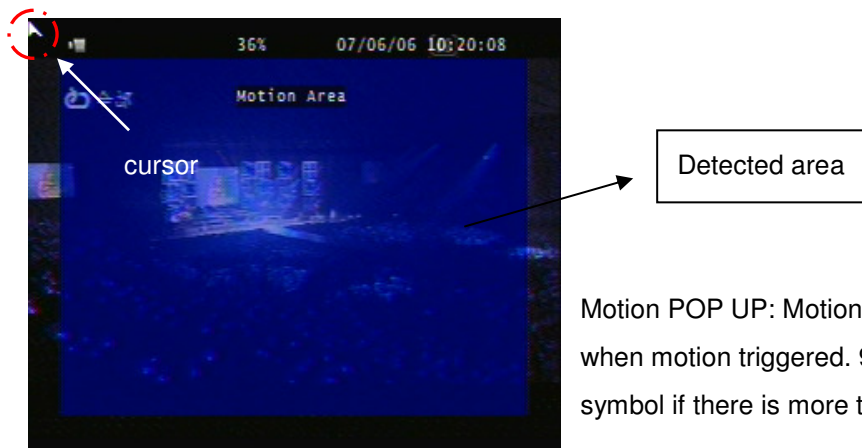 36% 07/06/06 10:20:08
Motion Area
cursor
Detected area
Motion POP UP: Motion
when motion triggered.
symbol if there is more